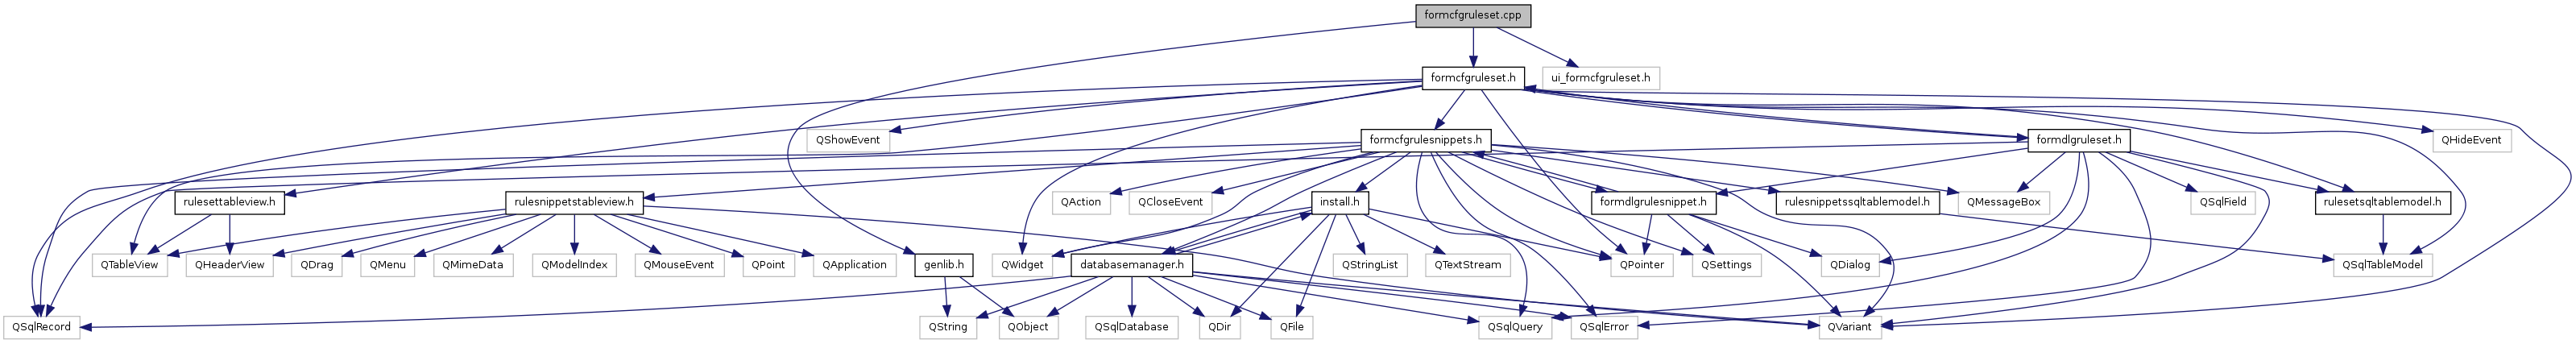 formcfgruleset.cpp
formcfgruleset.h
ui_formcfgruleset.h
QShowEvent
formcfgrulesnippets.h
formdlgruleset.h
QHideEvent
rulesettableview.h
rulesnippetstableview.h
QAction
QCloseEvent
install.h
formdlgrulesnippet.h
rulesnippetssqltablemodel.h
QMessageBox
QSqlField
rulesetsqltablemodel.h
QTableView
QHeaderView
QDrag
QMenu
QMimeData
QModelIndex
QMouseEvent
QPoint
QApplication
genlib.h
QWidget
databasemanager.h
QStringList
QTextStream
QPointer
QSettings
QDialog
QSqlTableModel
QSqlRecord
QString
QObject
QSqlDatabase
QDir
QFile
QSqlQuery
QSqlError
QVariant